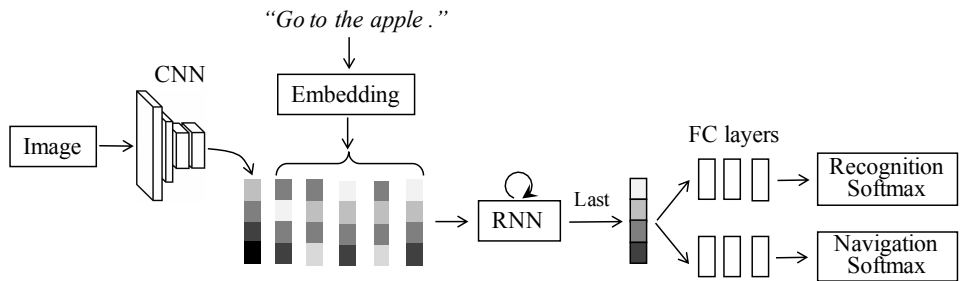 “Go to the apple .”
CNN
Embedding
Image
FC layers
Recognition
Softmax
Last
RNN
Navigation
Softmax